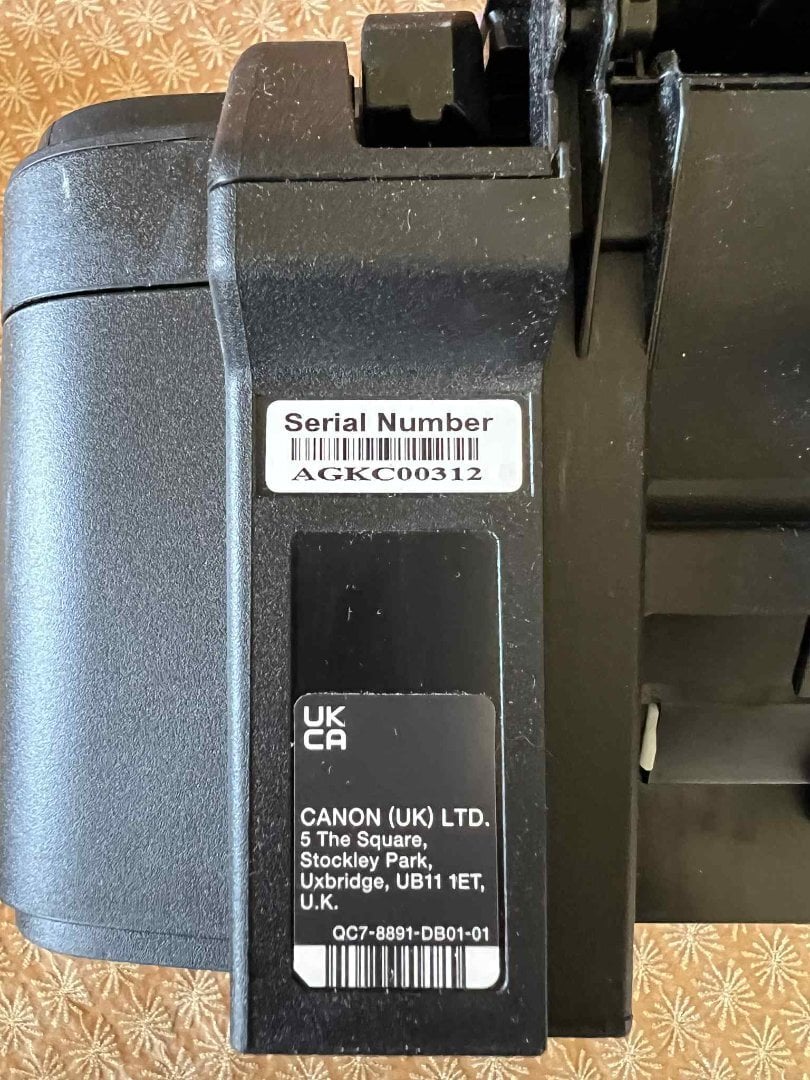 Serial Number
AGKC00312
UK
CA
CANON (UK) LTD.
5 The Square,
Stockley Park,
Uxbridge, UB11 1ET,
U.K.
QC7-8891-DB01-01